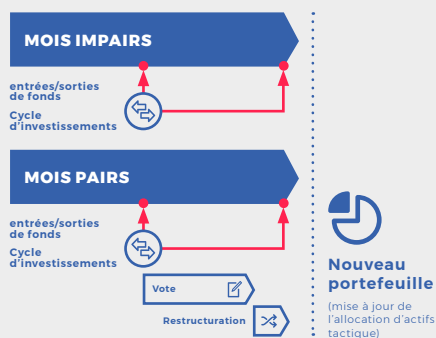 MOIS IMPAIRS
entrées/sorties
de fonds
Cycle
d'investissements
MOIS PAIRS
entrées/sorties
de fonds
Cycle
d'investissements
Vote
Restructuration
Nouveau
portefeuille
(mise à jour de
l'allocation d'actifs
tactique)